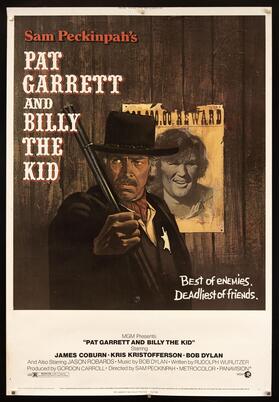 Sam Peckinpah's
PAT
GARRETT
AND
BILLY
THE
KID
REWARD
Best of enemies.
Deadliest of friends.
MGM Presents
"PAT GARRETT AND BILLY THE KID"
Starring
JAMES COBURN · KRIS KRISTOFFERSON · BOB DYLAN
And Also Starring JASON ROBARDS · Music by BOB DYLAN · Written by RUDOLPH WURLITZER
Produced by GORDON CARROLL · Directed by SAM PECKINPAH · METROCOLOR · PANAVISION®
R
MGM